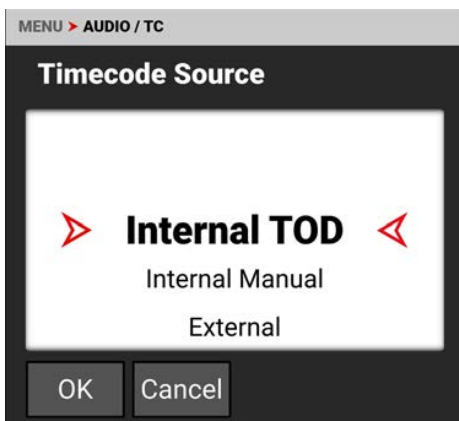 MENU > AUDIO / TC
Timecode Source
Internal TOD
Internal Manual
External
OK Cancel